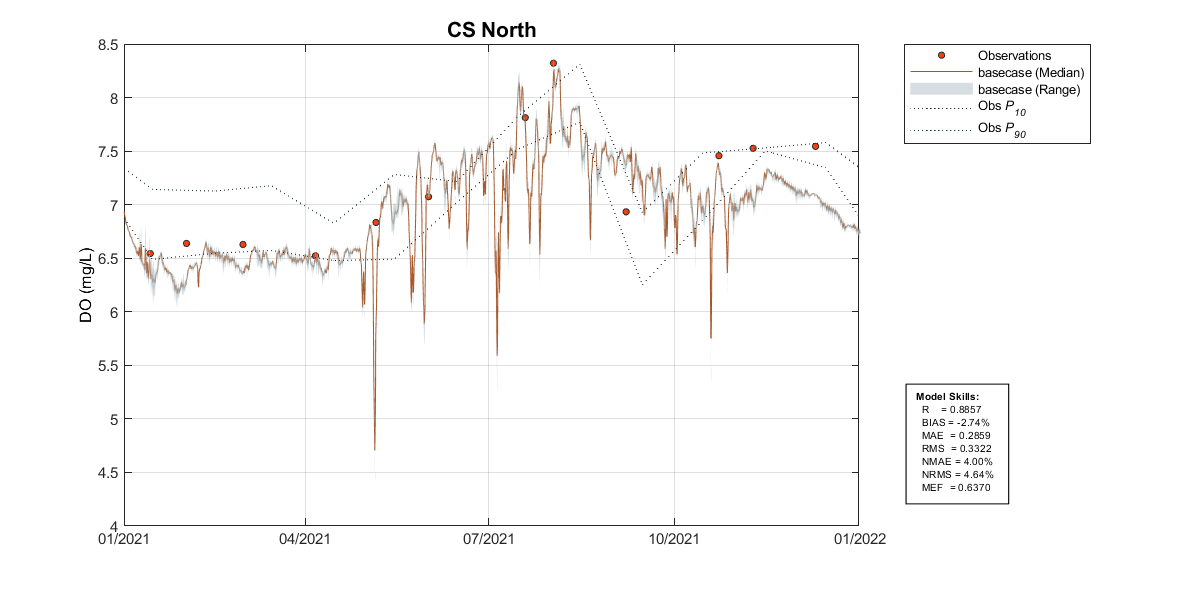 CS North
8.5
8
7.5
7
6.5
6
5.5
5
4.5
4
DO (mg/L)
01/2021
04/2021
07/2021
10/2021
01/2022
Observations
basecase (Median)
basecase (Range)
Obs P10
Obs P90
Model Skills:
R = 0.8857
BIAS = -2.74%
MAE = 0.2859
RMS = 0.3322
NMAE = 4.00%
NRMS = 4.64%
MEF = 0.6370